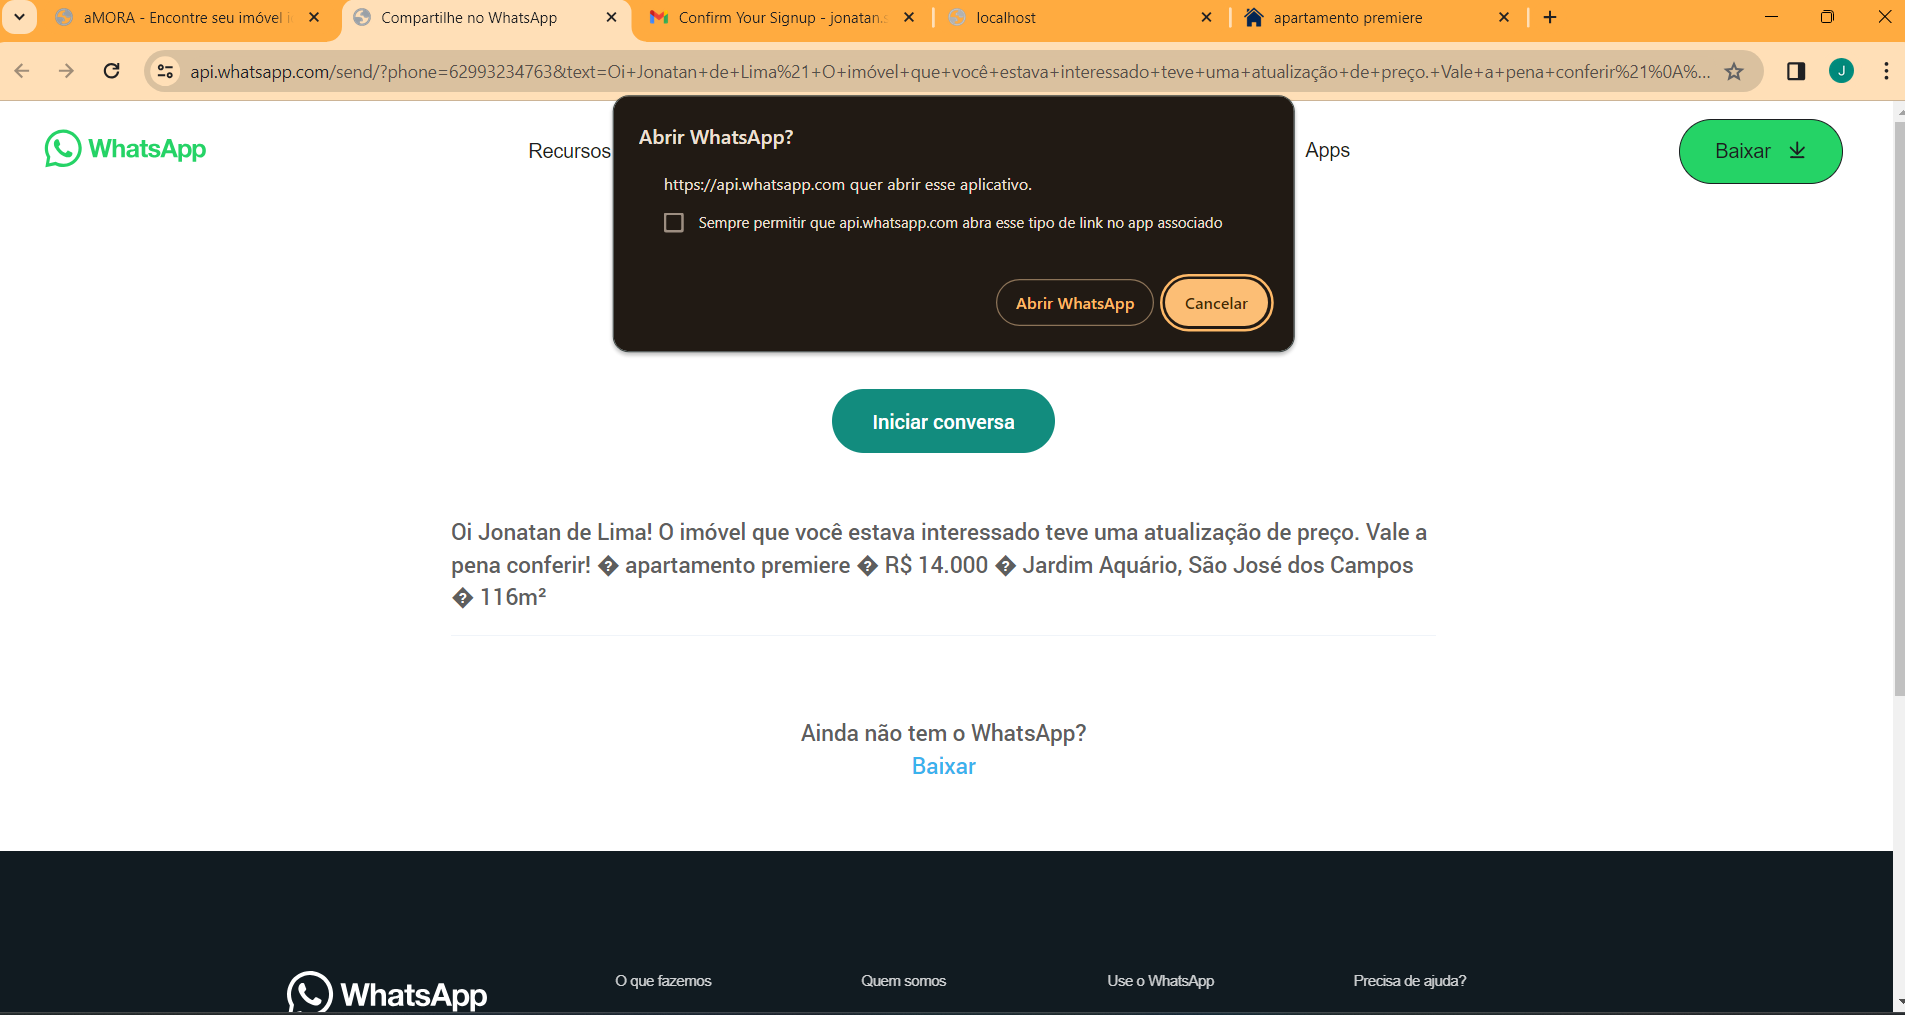 aMORA - Encontre seu imóvel i
Compartilhe no WhatsApp
Confirm Your Signup - jonatan.s
localhost
apartamento premiere
api.whatsapp.com/send/?phone=62993234763&text=Oi+Jonatan+de+Lima%21+O+imóvel+que+você+estava+interessado+teve+uma+atualização+de+preço.+Vale+a+pena+conferir%21%0A%...
J
WhatsApp
Recursos
Apps
Baixar
Abrir WhatsApp?
https://api.whatsapp.com quer abrir esse aplicativo.
Sempre permitir que api.whatsapp.com abra esse tipo de link no app associado
Abrir WhatsApp
Cancelar
Iniciar conversa
Oi Jonatan de Lima! O imóvel que você estava interessado teve uma atualização de preço. Vale a
pena conferir! � apartamento premiere � R$ 14.000 � Jardim Aquário, São José dos Campos
� 116m²
Ainda não tem o WhatsApp?
Baixar
WhatsApp
O que fazemos
Quem somos
Use o WhatsApp
Precisa de ajuda?